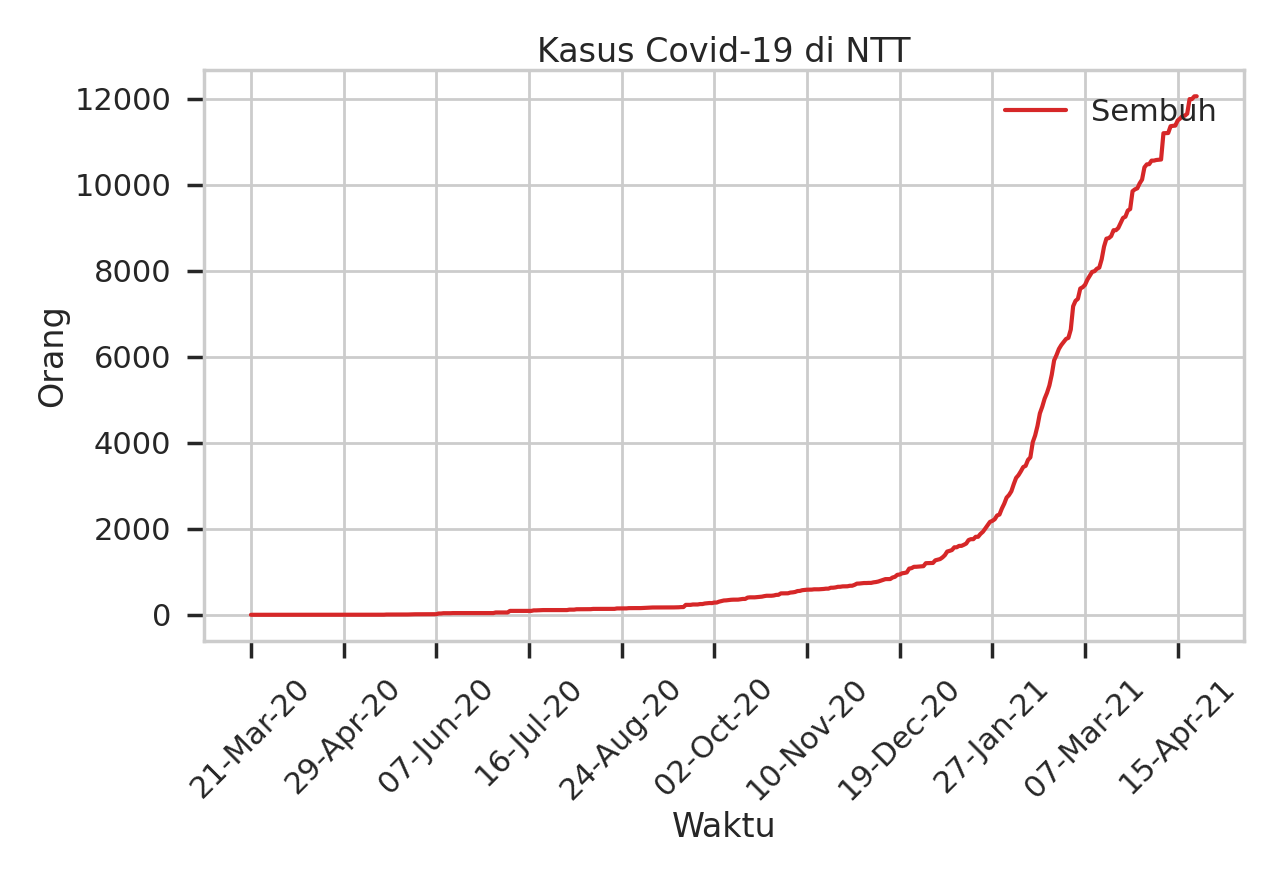 Kasus Covid-19 di NTT
Sembuh
12000
10000
8000
6000
4000
2000
0
Orang
21-Mar-20
29-Apr-20
07-Jun-20
16-Jul-20
24-Aug-20
02-Oct-20
10-Nov-20
19-Dec-20
27-Jan-21
07-Mar-21
15-Apr-21
Waktu